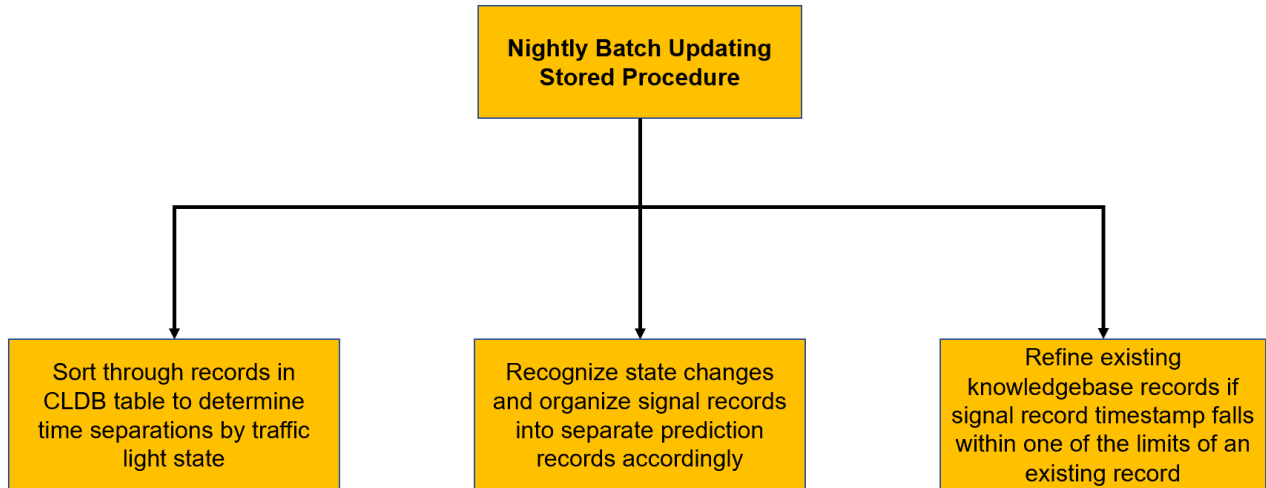 Nightly Batch Updating
Stored Procedure
Sort through records in
CLDB table to determine
time separations by traffic
light state
Recognize state changes
and organize signal records
into separate prediction
records accordingly
Refine existing
knowledgebase records if
signal record timestamp falls
within one of the limits of an
existing record